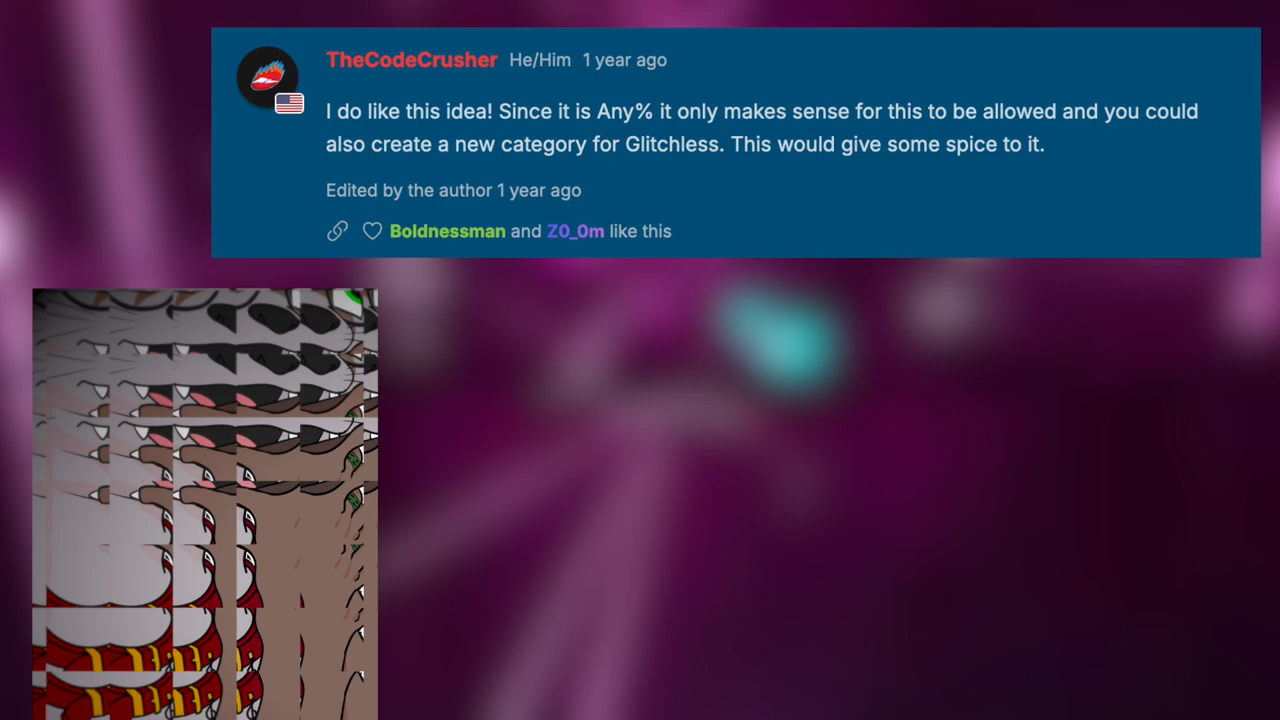 TheCodeCrusher He/Him 1 year ago
I do like this idea! Since it is Any% it only makes sense for this to be allowed and you could
also create a new category for Glitchless. This would give some spice to it.
Edited by the author 1 year ago
Boldnessman and Z0_0m like this